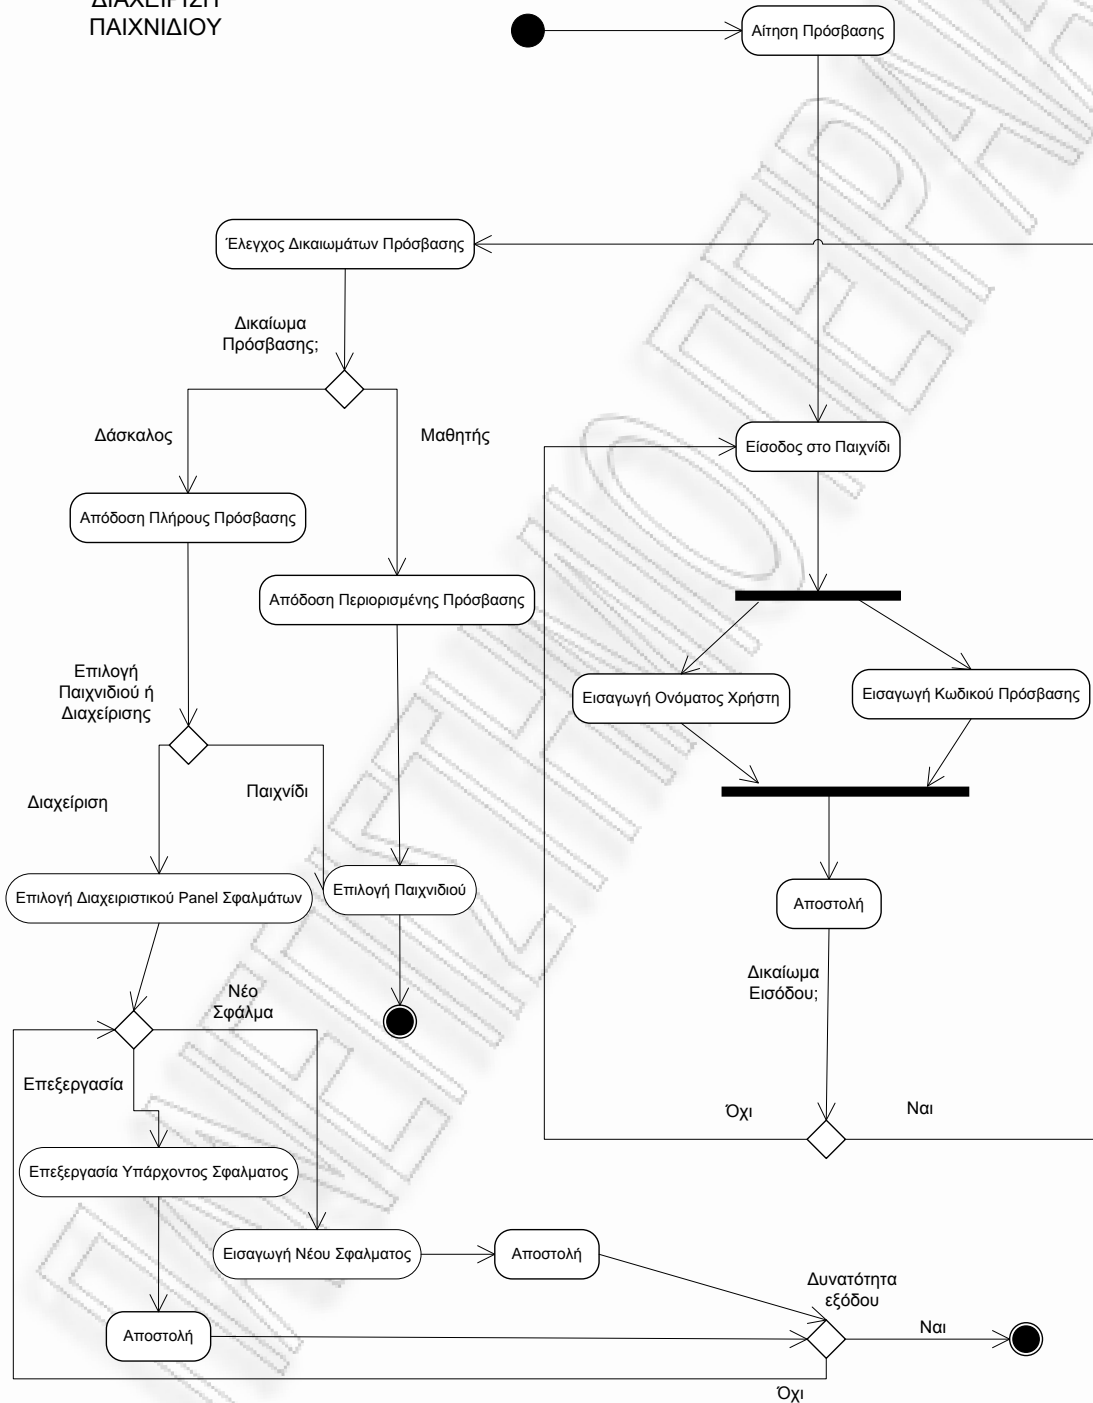 ΔΙΑΧΕΙΡΙΣΗ
ΠΑΙΧΝΙΔΙΟΥ
Αίτηση Πρόσβασης
Έλεγχος Δικαιωμάτων Πρόσβασης
Δικαίωμα
Πρόσβασης;
Δάσκαλος
Μαθητής
Είσοδος στο Παιχνίδι
Απόδοση Πλήρους Πρόσβασης
Απόδοση Περιορισμένης Πρόσβασης
Επιλογή
Παιχνιδιού ή
Διαχείρισης
Εισαγωγή Ονόματος Χρήστη
Εισαγωγή Κωδικού Πρόσβασης
Διαχείριση
Παιχνίδι
Επιλογή Διαχειριστικού Panel Σφαλμάτων
Επιλογή Παιχνιδιού
Αποστολή
Δικαίωμα
Εισόδου;
Νέο
Σφάλμα
Επεξεργασία
Όχι
Ναι
Επεξεργασία Υπάρχοντος Σφαλματος
Εισαγωγή Νέου Σφαλματος
Αποστολή
Δυνατότητα
εξόδου
Αποστολή
Ναι
Όχι